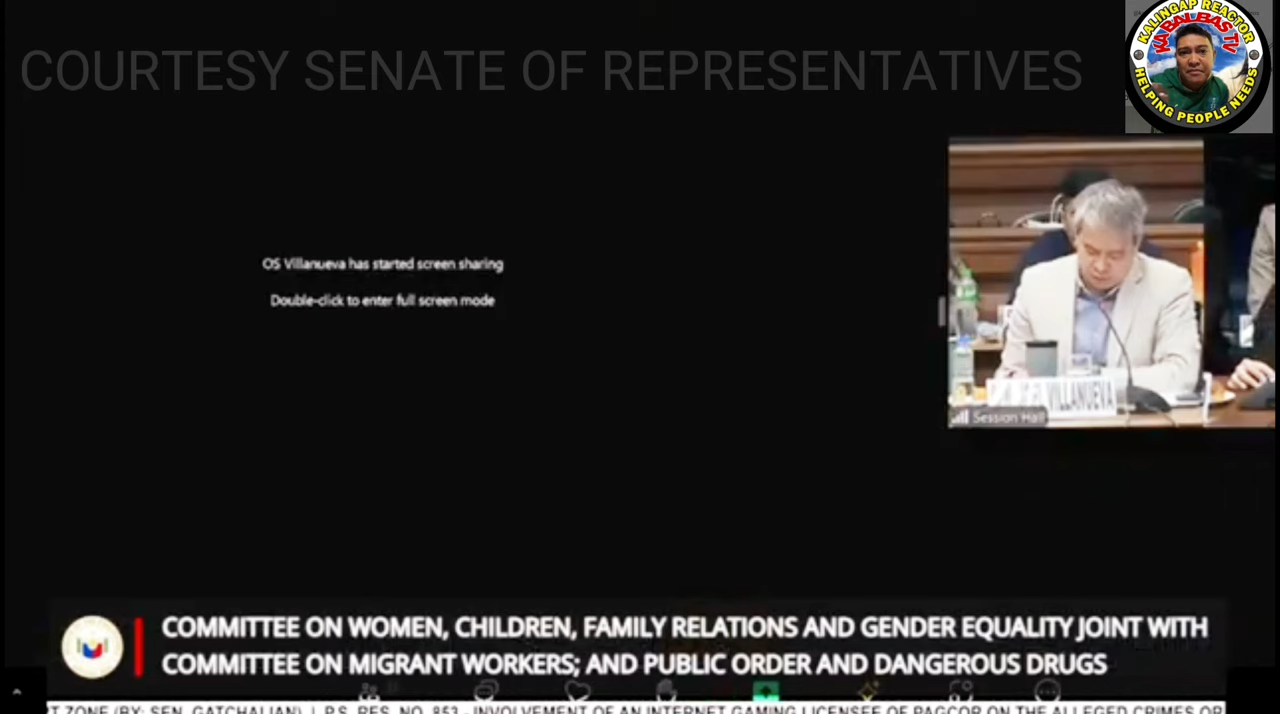 COURTESY SENATE OF REPRESENTATIVES
KALINGAP REACTOR
KABALBAS TV
HELPING PEOPLE NEEDS
OS Villanueva has started screen sharing
Double-click to enter full screen mode
VILLANUEVA
Session Hall
COMMITTEE ON WOMEN, CHILDREN, FAMILY RELATIONS AND GENDER EQUALITY JOINT WITH
COMMITTEE ON MIGRANT WORKERS; AND PUBLIC ORDER AND DANGEROUS DRUGS
T ZONE (BY: SEN. GATCHALIAN) | P.S. RES. NO. 853 - INVOLVEMENT OF AN INTERNET GAMING LICENSEE OF PAGCOR ON THE ALLEGED CRIMES OR